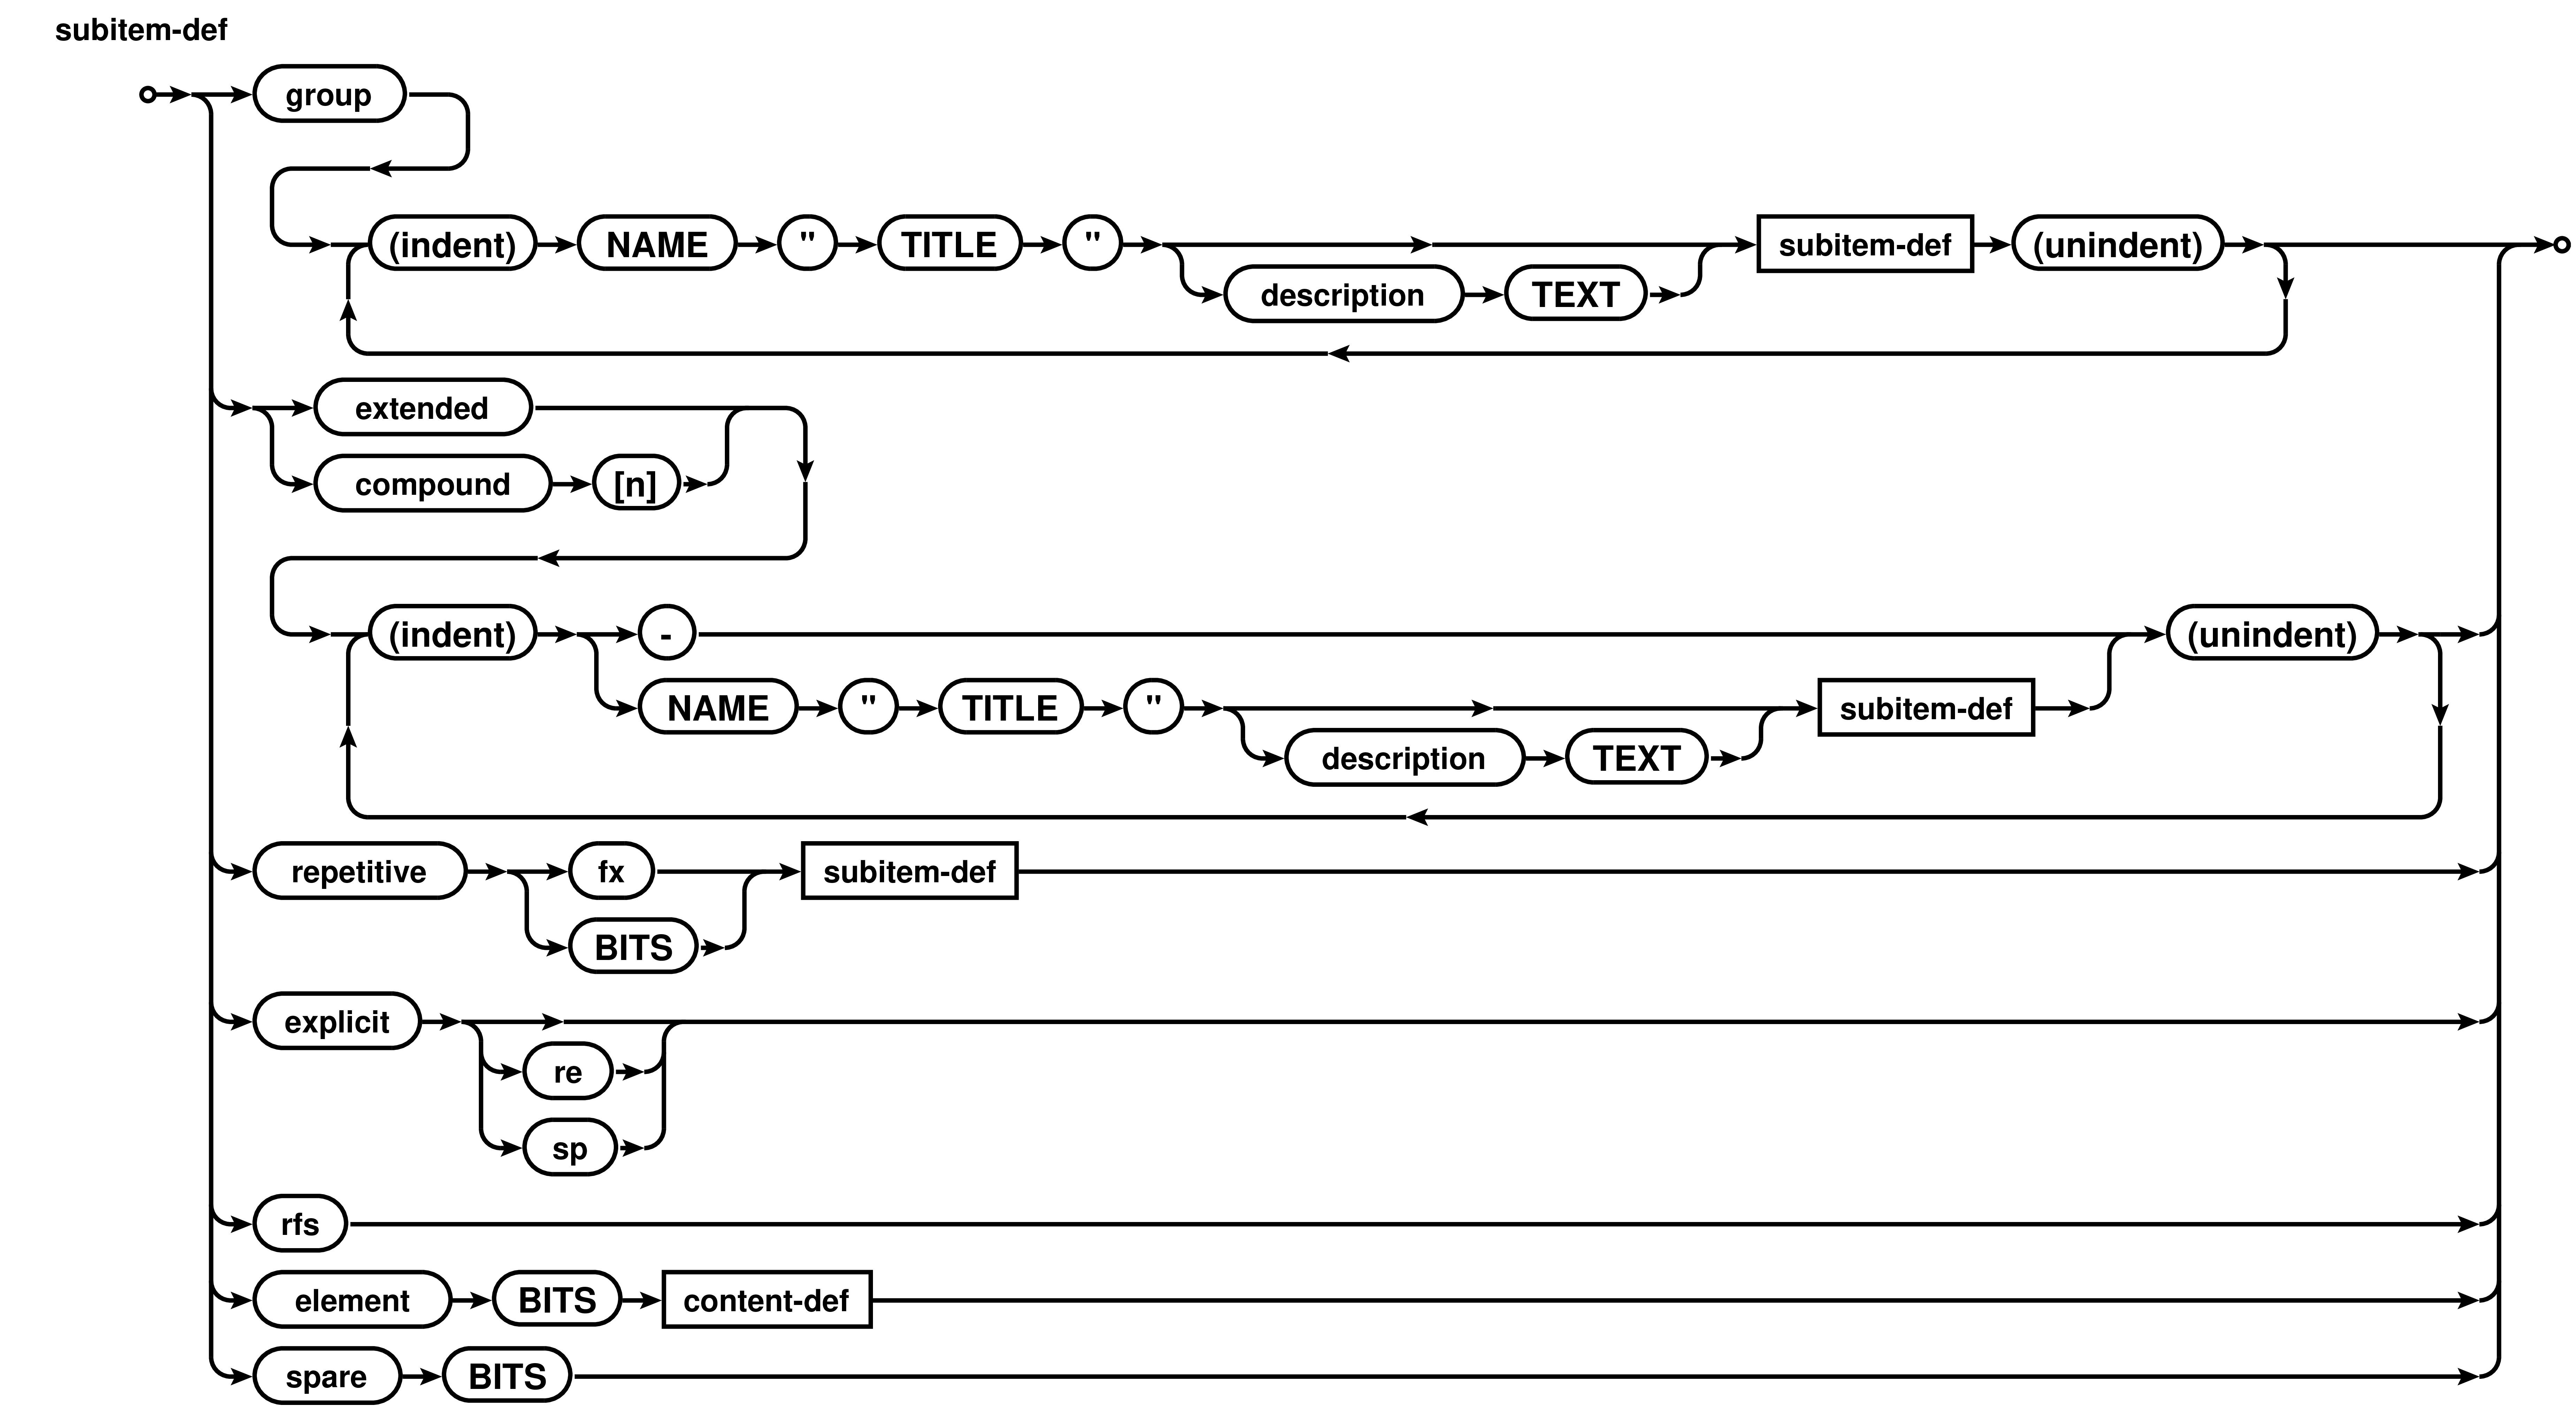 subitem-def
group
(indent) NAME " TITLE " subitem-def (unindent)
description TEXT
extended
compound [n]
(indent) - (unindent)
NAME " TITLE " subitem-def
description TEXT
repetitive fx subitem-def
BITS
explicit
re
sp
rfs
element BITS content-def
spare BITS